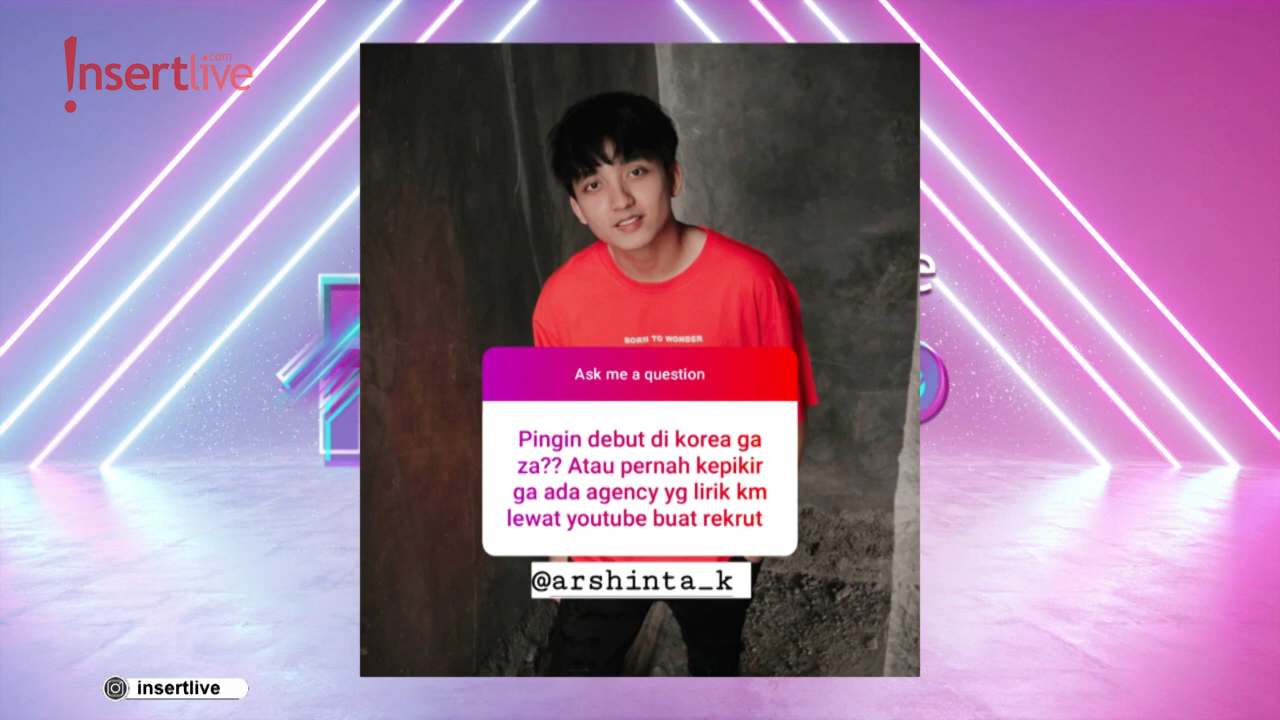 !nsertlive
.com
BORN TO WONDER
Ask me a question
Pingin debut di korea ga
za?? Atau pernah kepikir
ga ada agency yg lirik km
lewat youtube buat rekrut
@arshinta_k
insertlive